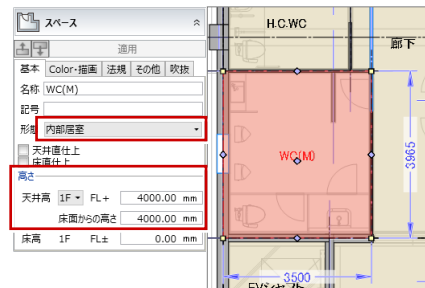 スペース
適用
基本 Color・描画 法規 その他 吹抜
名称 WC(M)
記号
形態 内部居室
天井直仕上
床直仕上
高さ
天井高 1F FL+ 4000.00 mm
床面からの高さ 4000.00 mm
床高 1F FL± 0.00 mm
H.C.WC
廊下
WC(M)
3965
3500
EVシャフト